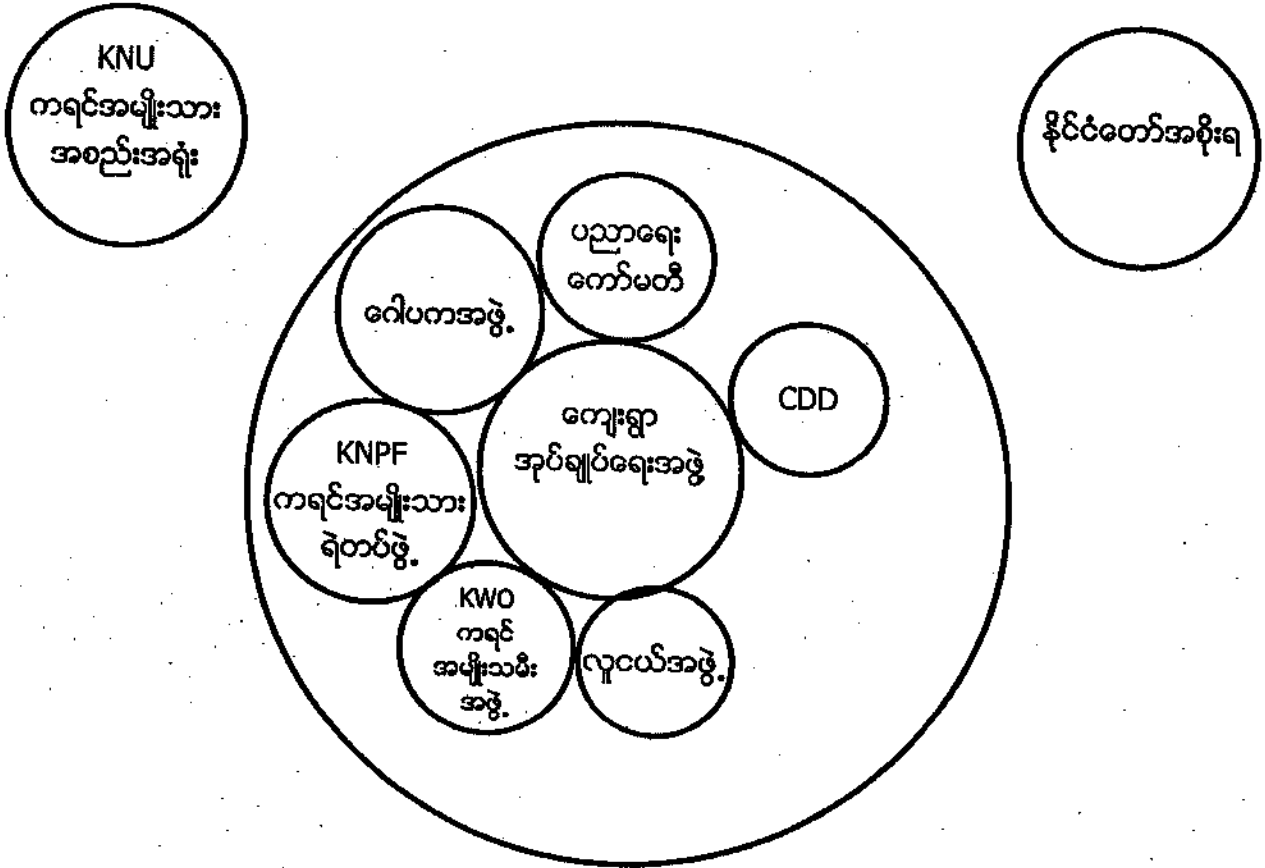 KNU
ကရင်အမျိုးသား
အစည်းအရုံး
နိုင်ငံတော်အစိုးရ
ပညာရေး
ကော်မတီ
ဂေါပကအဖွဲ့
CDD
ကျေးရွာ
အုပ်ချုပ်ရေးအဖွဲ့
KNPF
ကရင်အမျိုးသား
ရဲတပ်ဖွဲ့
KWO
ကရင်
အမျိုးသမီး
အဖွဲ့
လူငယ်အဖွဲ့